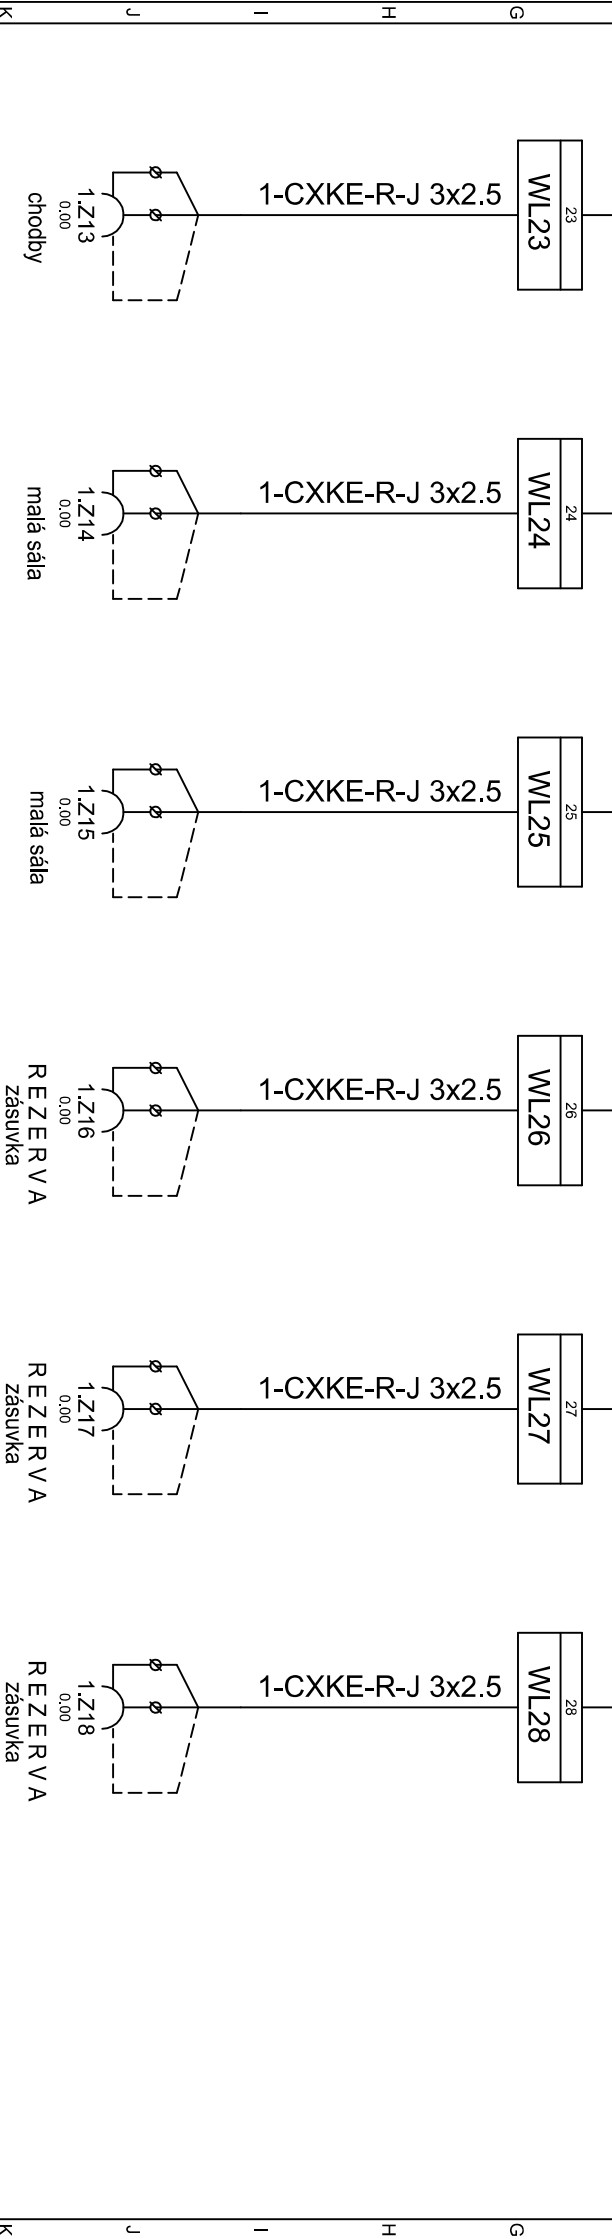 K J I H G
23
WL23
1-CXKE-R-J 3x2.5
1.Z13
0.00
chodby
24
WL24
1-CXKE-R-J 3x2.5
1.Z14
0.00
malá sála
25
WL25
1-CXKE-R-J 3x2.5
1.Z15
0.00
malá sála
26
WL26
1-CXKE-R-J 3x2.5
1.Z16
0.00
R E Z E R V A
zásuvka
27
WL27
1-CXKE-R-J 3x2.5
1.Z17
0.00
R E Z E R V A
zásuvka
28
WL28
1-CXKE-R-J 3x2.5
1.Z18
0.00
R E Z E R V A
zásuvka
K J I H G